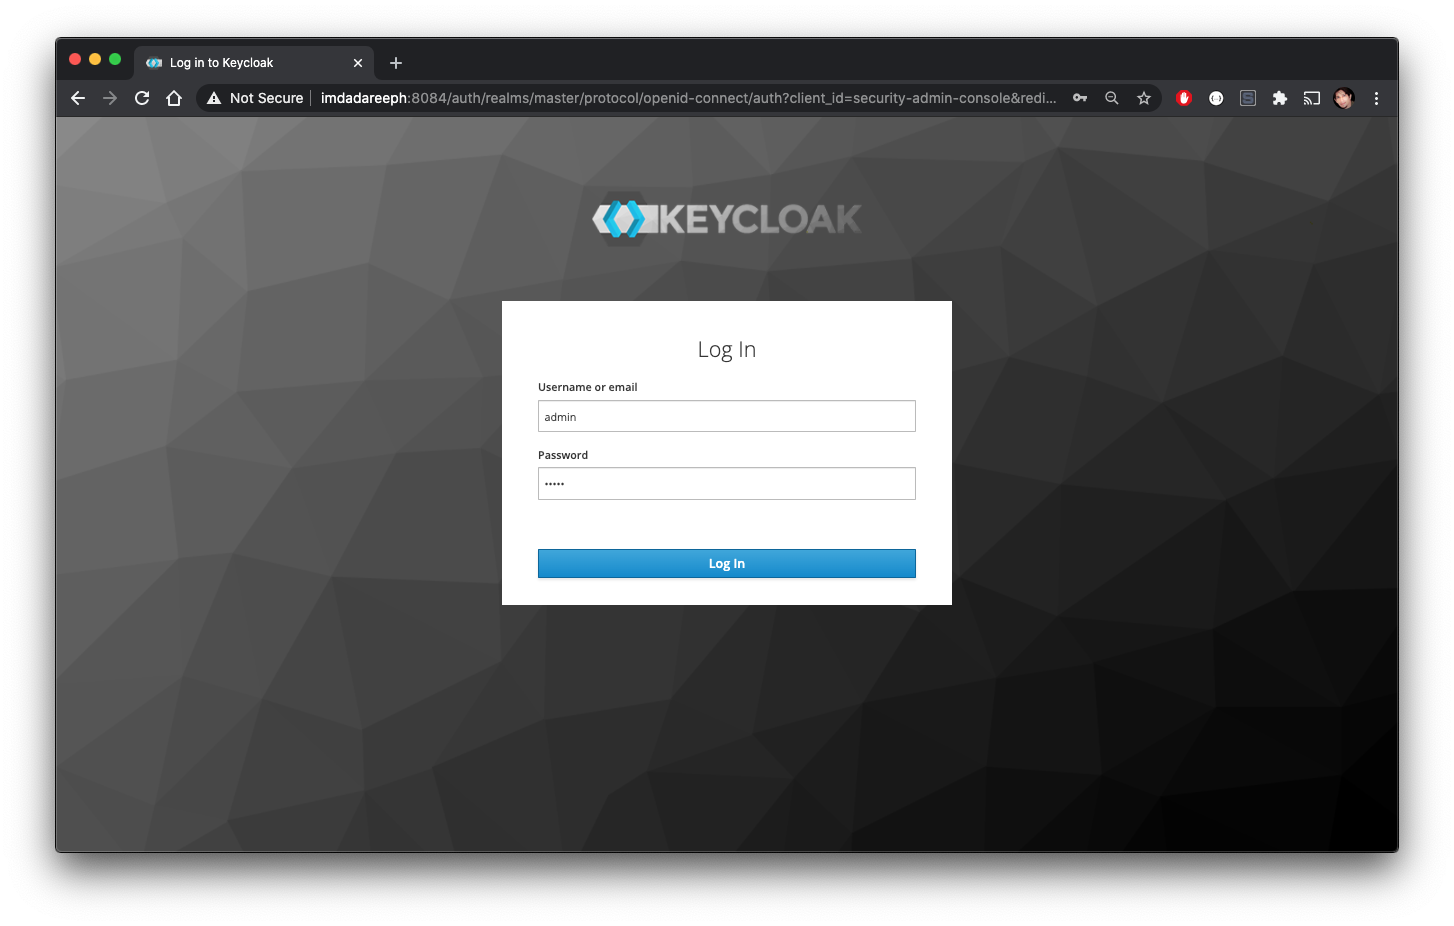 Log in to Keycloak
Not Secure
imdadareeph:8084/auth/realms/master/protocol/openid-connect/auth?client_id=security-admin-console&redi...
KEYCLOAK
Log In
Username or email
admin
Password
•••••
Log In